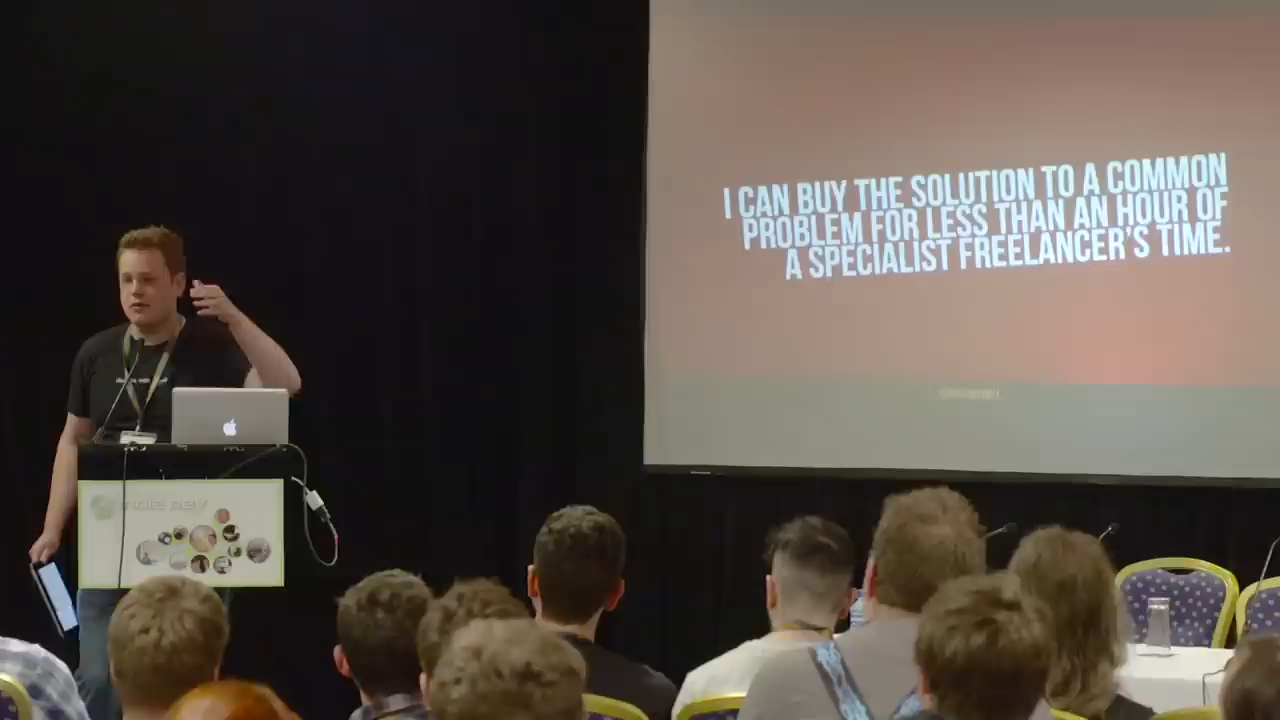 I CAN BUY THE SOLUTION TO A COMMON
PROBLEM FOR LESS THAN AN HOUR OF
A SPECIALIST FREELANCER'S TIME.